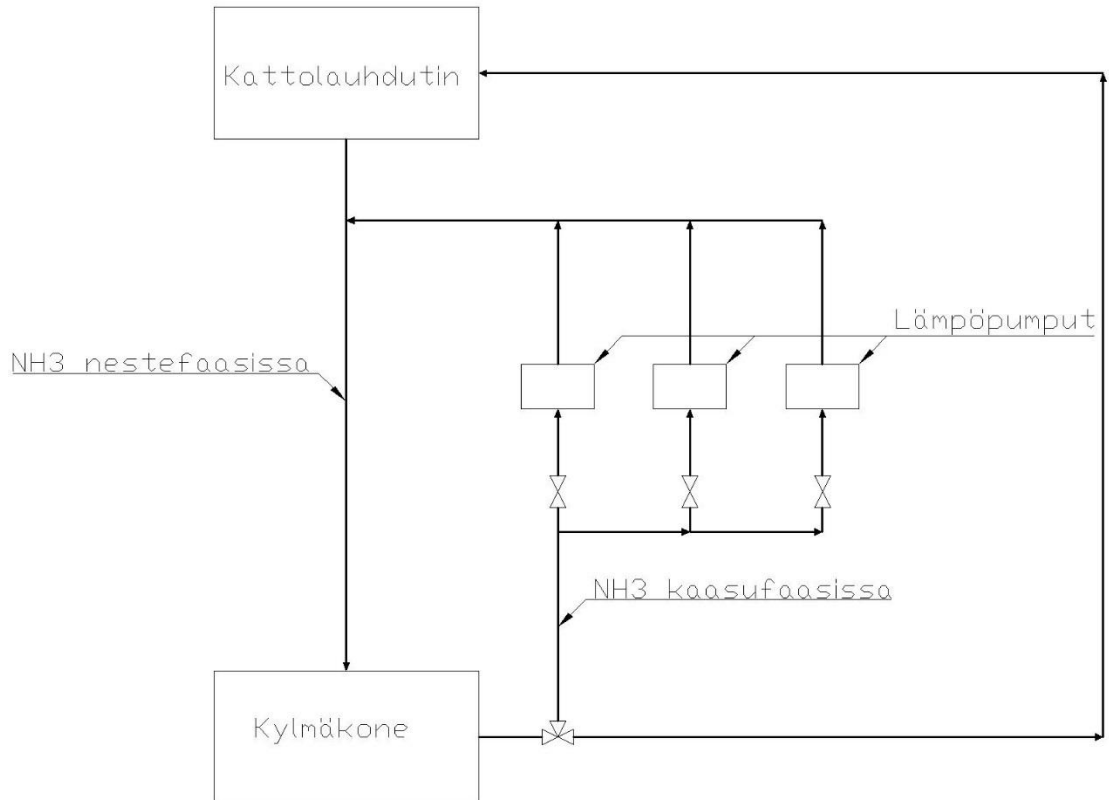 Kattolauhdutin
Lämpöpumput
NH3 nestefaasissa
NH3 kaasufaasissa
Kylmäkone